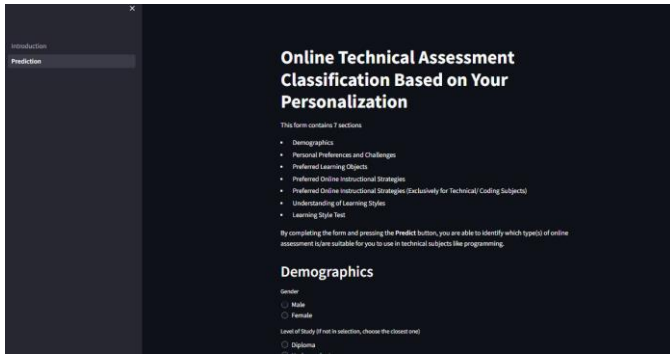 ×
Introduction
Prediction
Online Technical Assessment
Classification Based on Your
Personalization
This form contains 7 sections
• Demographics
• Personal Preferences and Challenges
• Preferred Learning Objects
• Preferred Online Instructional Strategies
• Preferred Online Instructional Strategies (Exclusively for Technical/ Coding Subjects)
• Understanding of Learning Styles
• Learning Style Test
By completing the form and pressing the Predict button, you are able to identify which type(s) of online
assessment is/are suitable for you to use in technical subjects like programming.
Demographics
Gender
Male
Female
Level of Study (If not in selection, choose the closest one)
Diploma